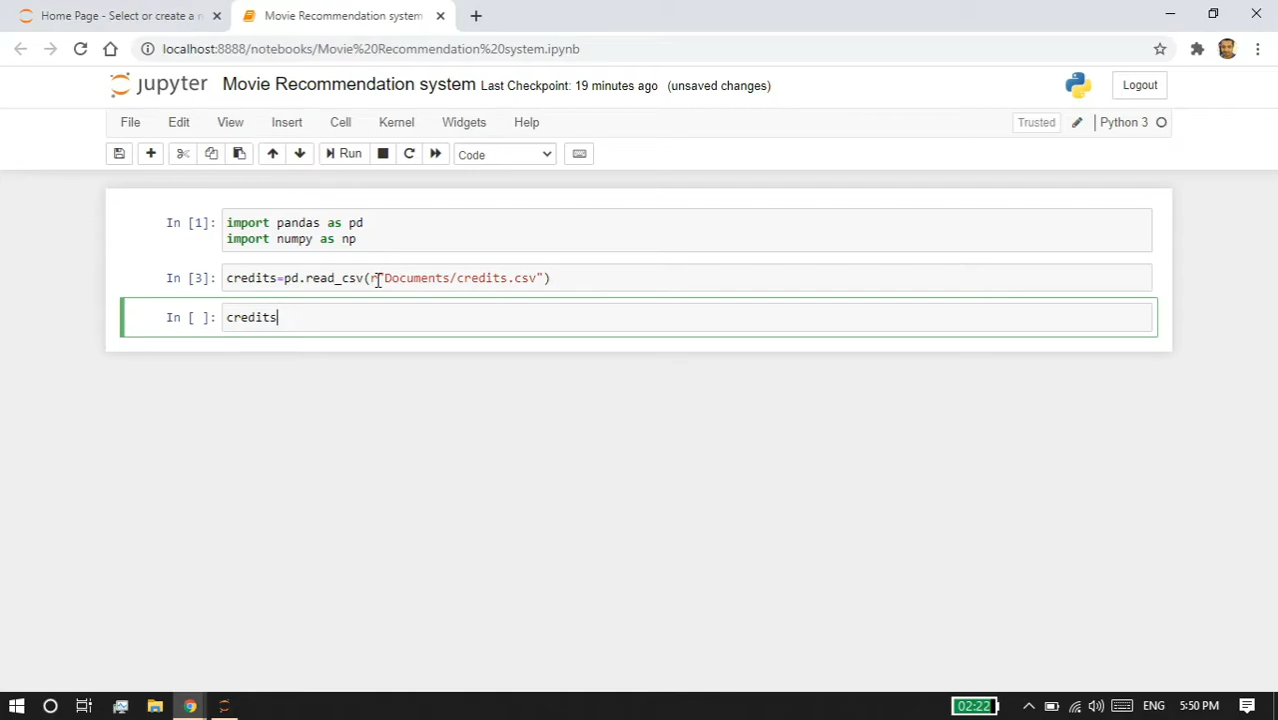 Home Page - Select or create a n
Movie Recommendation system
localhost:8888/notebooks/Movie%20Recommendation%20system.ipynb
jupyter Movie Recommendation system Last Checkpoint: 19 minutes ago (unsaved changes)
Logout
File Edit View Insert Cell Kernel Widgets Help
Trusted
Python 3
Run
Code
In [1]: import pandas as pd
import numpy as np
In [3]: credits=pd.read_csv(r"Documents/credits.csv")
In [ ]: credits
02:22
ENG
5:50 PM